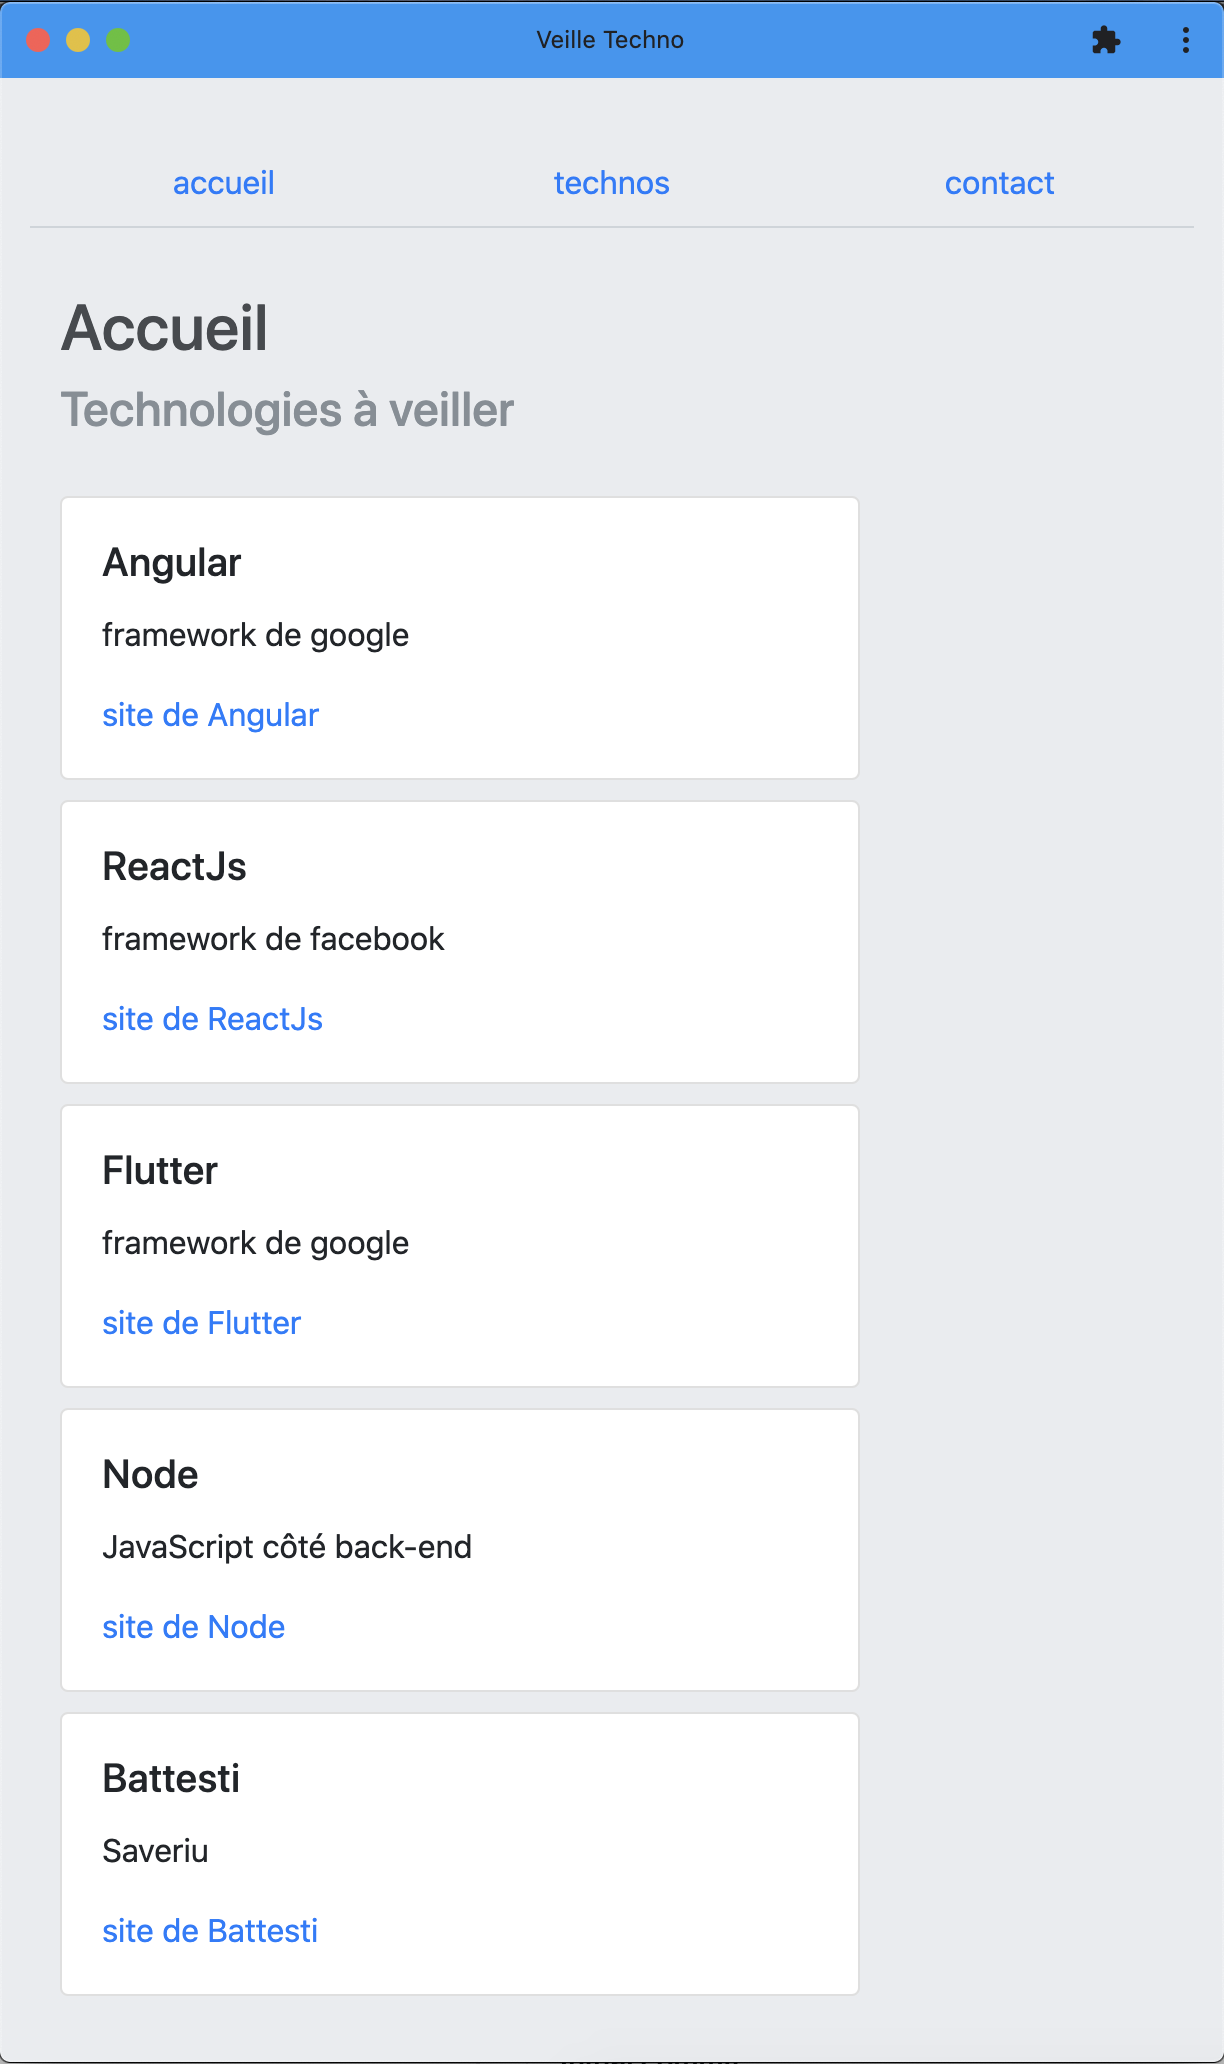 Veille Techno
accueil technos contact
Accueil
Technologies à veiller
Angular
framework de google
site de Angular
ReactJs
framework de facebook
site de ReactJs
Flutter
framework de google
site de Flutter
Node
JavaScript côté back-end
site de Node
Battesti
Saveriu
site de Battesti